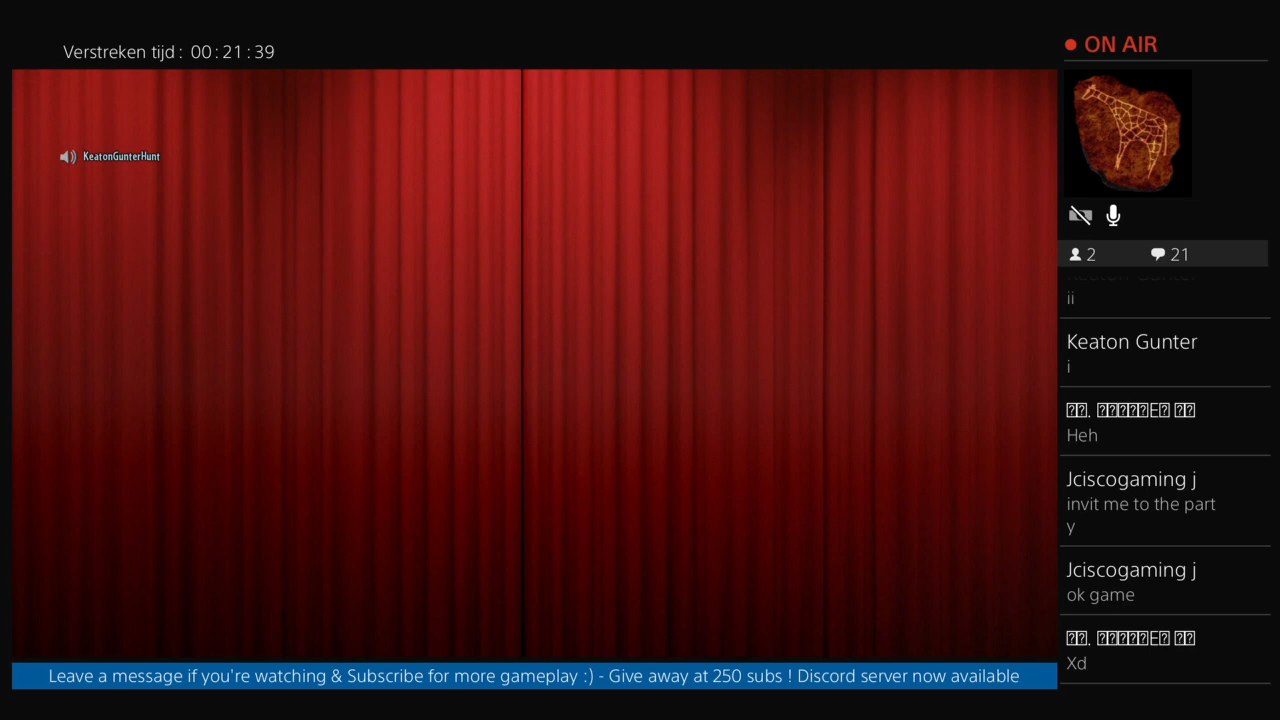 Verstreken tijd: 00:21:39
ON AIR
KeatonGunterHunt
2 21
ii
Keaton Gunter
i
Heh
Jciscogaming j
invit me to the part
y
Jciscogaming j
ok game
Xd
Leave a message if you're watching & Subscribe for more gameplay :) - Give away at 250 subs ! Discord server now available